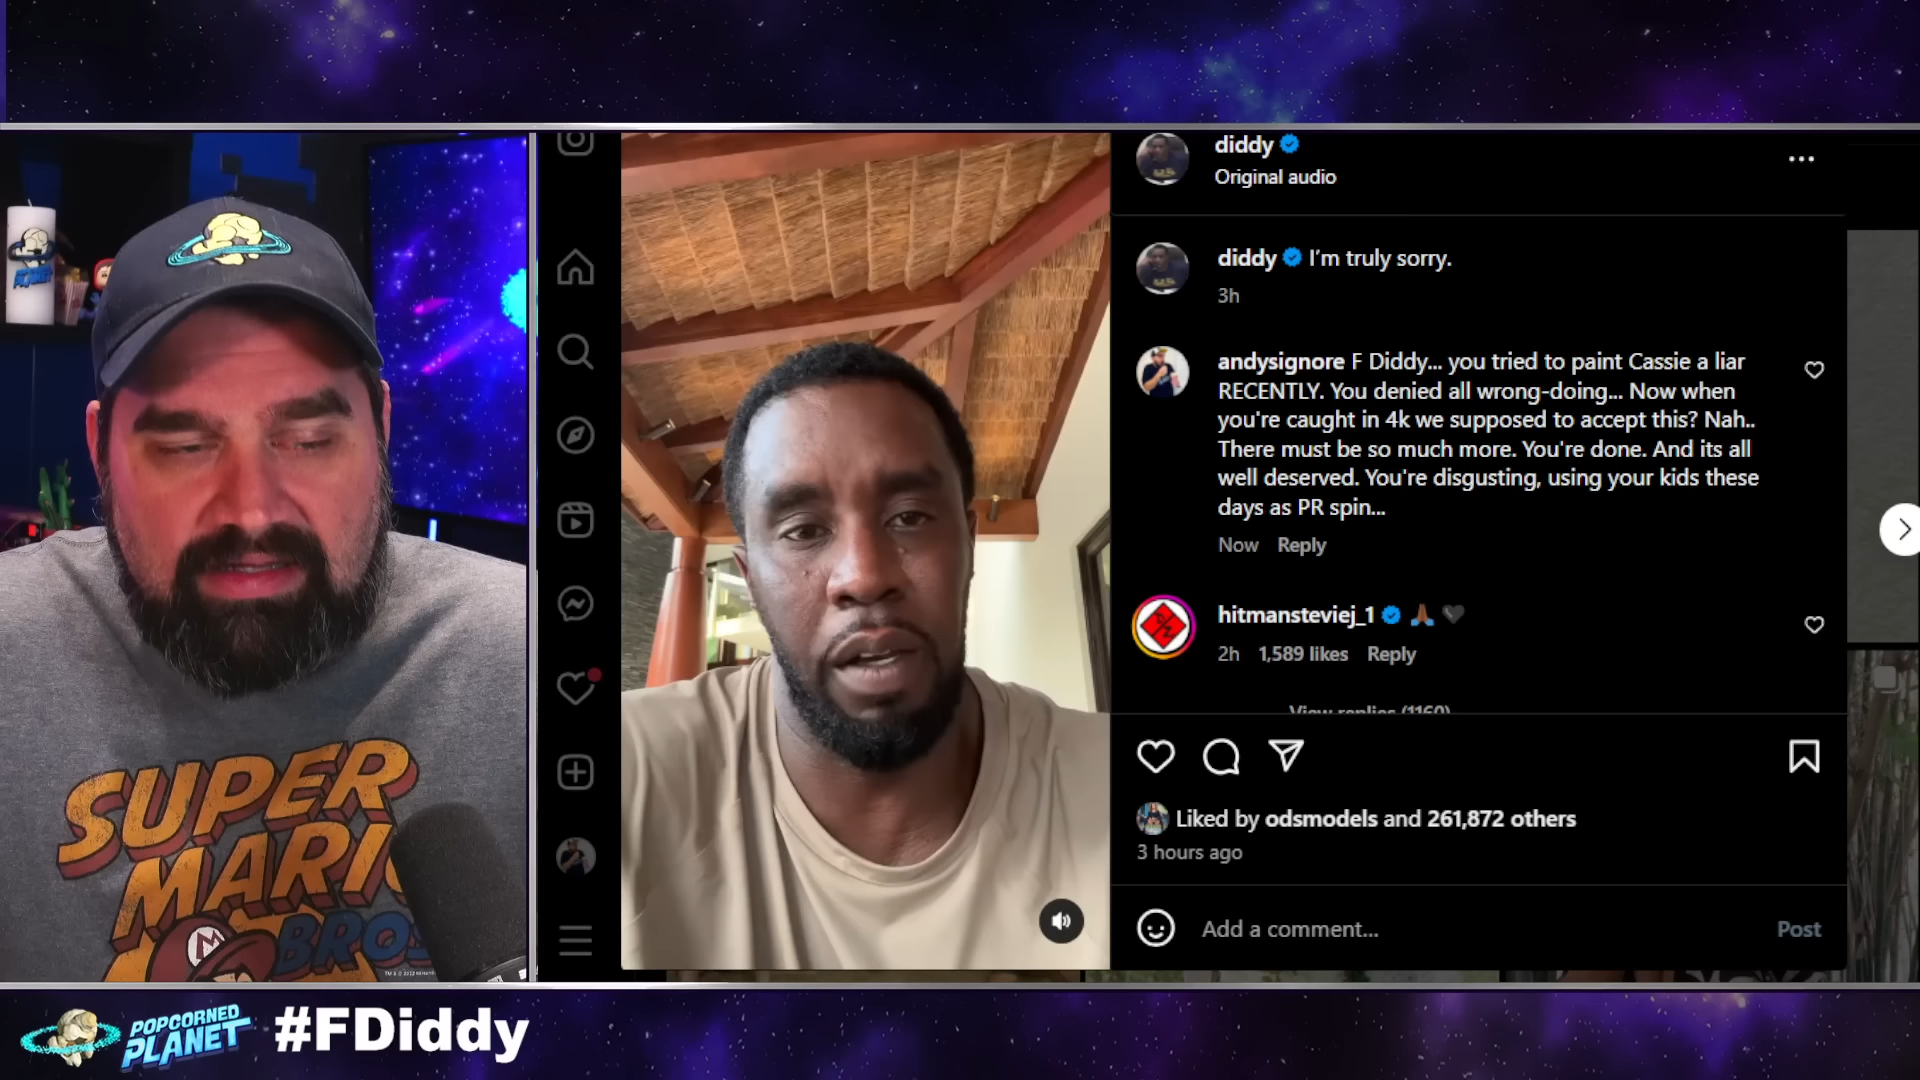 diddy
Original audio
diddy I'm truly sorry.
3h
andysignore F Diddy... you tried to paint Cassie a liar
RECENTLY. You denied all wrong-doing... Now when
you're caught in 4k we supposed to accept this? Nah..
There must be so much more. You're done. And its all
well deserved. You're disgusting, using your kids these
days as PR spin...
Now Reply
hitmansteviej_1 🙏🏾 🖤
2h 1,589 likes Reply
View replies (1160)
Liked by odsmodels and 261,872 others
3 hours ago
Add a comment... Post
SUPER
MARIO
BROS
M
POPCORNED
PLANET
#FDiddy